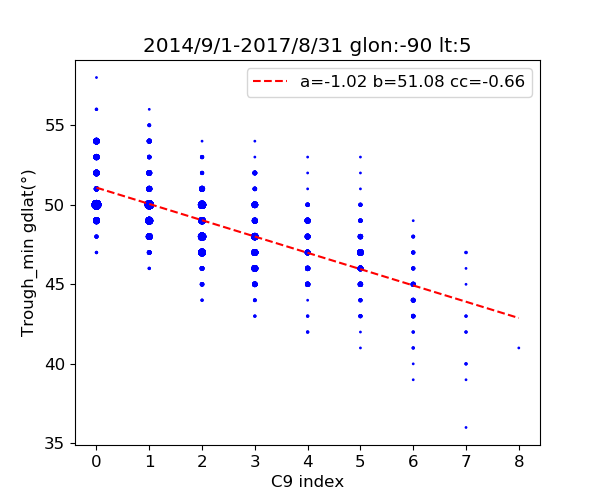 2014/9/1-2017/8/31 glon:-90 lt:5
a=-1.02 b=51.08 cc=-0.66
Trough_min gdlat(°)
55
50
45
40
35
0 1 2 3 4 5 6 7 8
C9 index